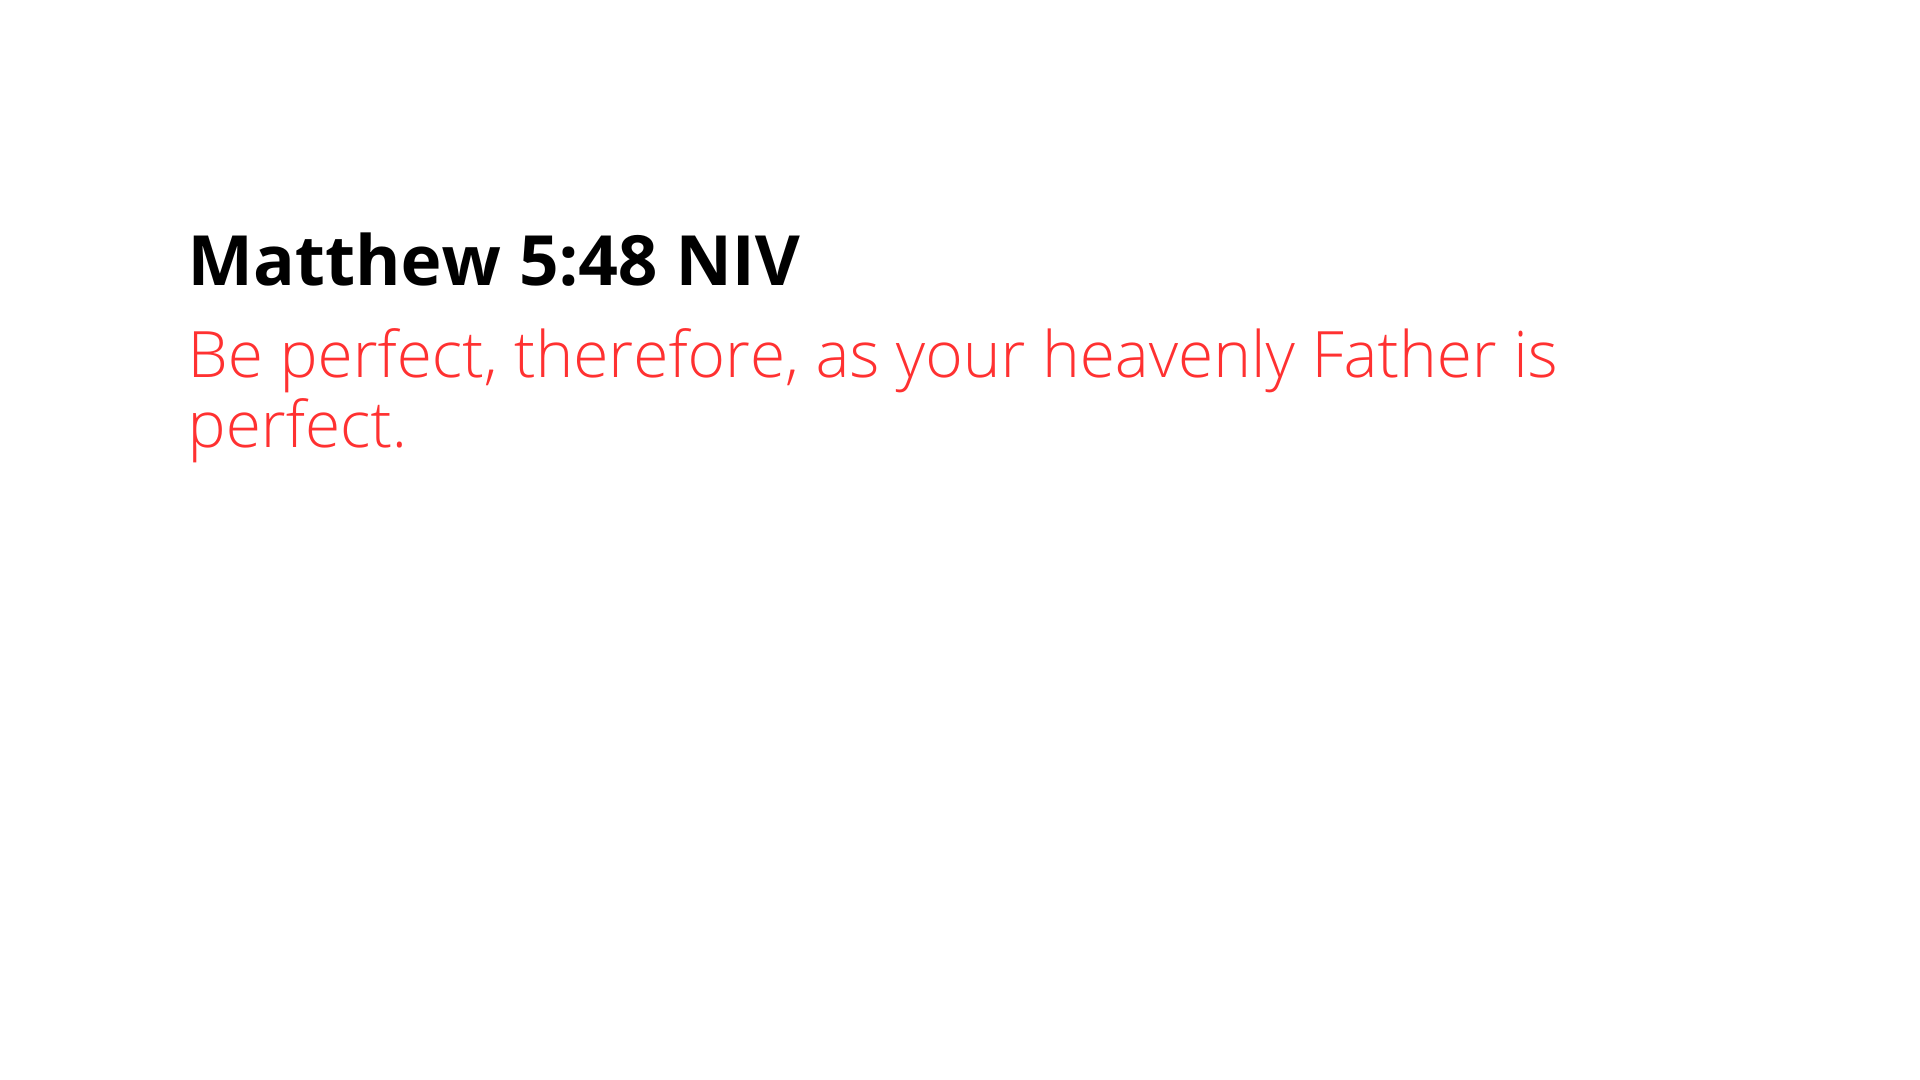 Matthew 5:48 NIV
Be perfect, therefore, as your heavenly Father is
perfect.